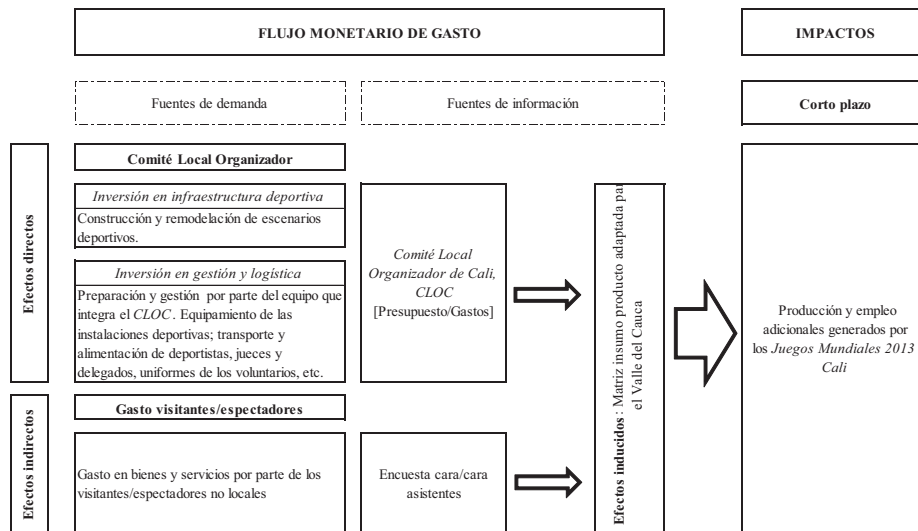 FLUJO MONETARIO DE GASTO
IMPACTOS
Fuentes de demanda
Fuentes de información
Corto plazo
Efectos directos
Comité Local Organizador
Inversión en infraestructura deportiva
Construcción y remodelación de escenarios
deportivos.
Inversión en gestión y logística
Preparación y gestión por parte del equipo que
integra el CLOC. Equipamiento de las
instalaciones deportivas; transporte y
alimentación de deportistas, jueces y
delegados, uniformes de los voluntarios, etc.
Comité Local
Organizador de Cali,
CLOC
[Presupuesto/Gastos]
Efectos indirectos
Gasto visitantes/espectadores
Gasto en bienes y servicios por parte de los
visitantes/espectadores no locales
Encuesta cara/cara
asistentes
Efectos inducidos: Matriz insumo producto adaptada par
el Valle del Cauca
Producción y empleo
adicionales generados por
los Juegos Mundiales 2013
Cali